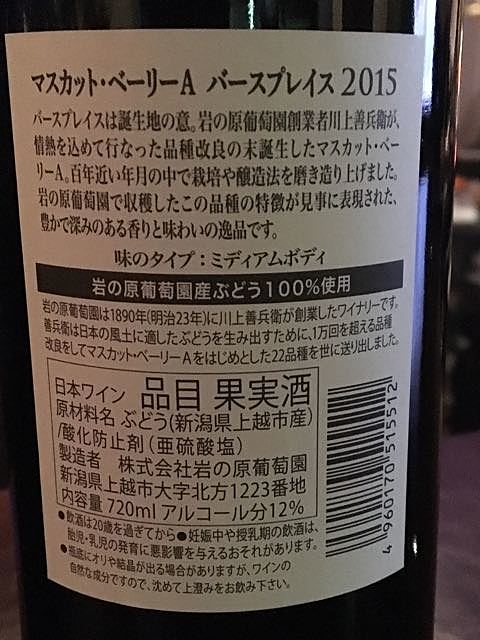 マスカット・ベーリーA バースプレイス 2015
バースプレイスは誕生地の意。岩の原葡萄園創業者川上善兵衛が、
情熱を込めて行なった品種改良の末誕生したマスカット・ベー
リーA。百年近い年月の中で栽培や醸造法を磨き造り上げました。
岩の原葡萄園で収穫したこの品種の特徴が見事に表現された、
豊かで深みのある香りと味わいの逸品です。
味のタイプ：ミディアムボディ
岩の原葡萄園産ぶどう100%使用
岩の原葡萄園は1890年(明治23年)に川上善兵衛が創業したワイナリーです。
善兵衛は日本の風土に適したぶどうを生み出すために、1万回を超える品種
改良をしてマスカット・ベーリーAをはじめとした22品種を世に送り出しました。
日本ワイン 品目 果実酒
原材料名 ぶどう(新潟県上越市産)
/酸化防止剤(亜硫酸塩)
製造者 株式会社岩の原葡萄園
新潟県上越市大字北方1223番地
内容量 720ml アルコール分12%
●飲酒は20歳を過ぎてから●妊娠中や授乳期の飲酒は、
胎児・乳児の発育に悪影響を与えるおそれがあります。
●瓶底にオリや結晶が出る場合がありますが、ワインの
自然な成分ですので、沈めて上澄みをお飲み下さい。
4 960170 515512